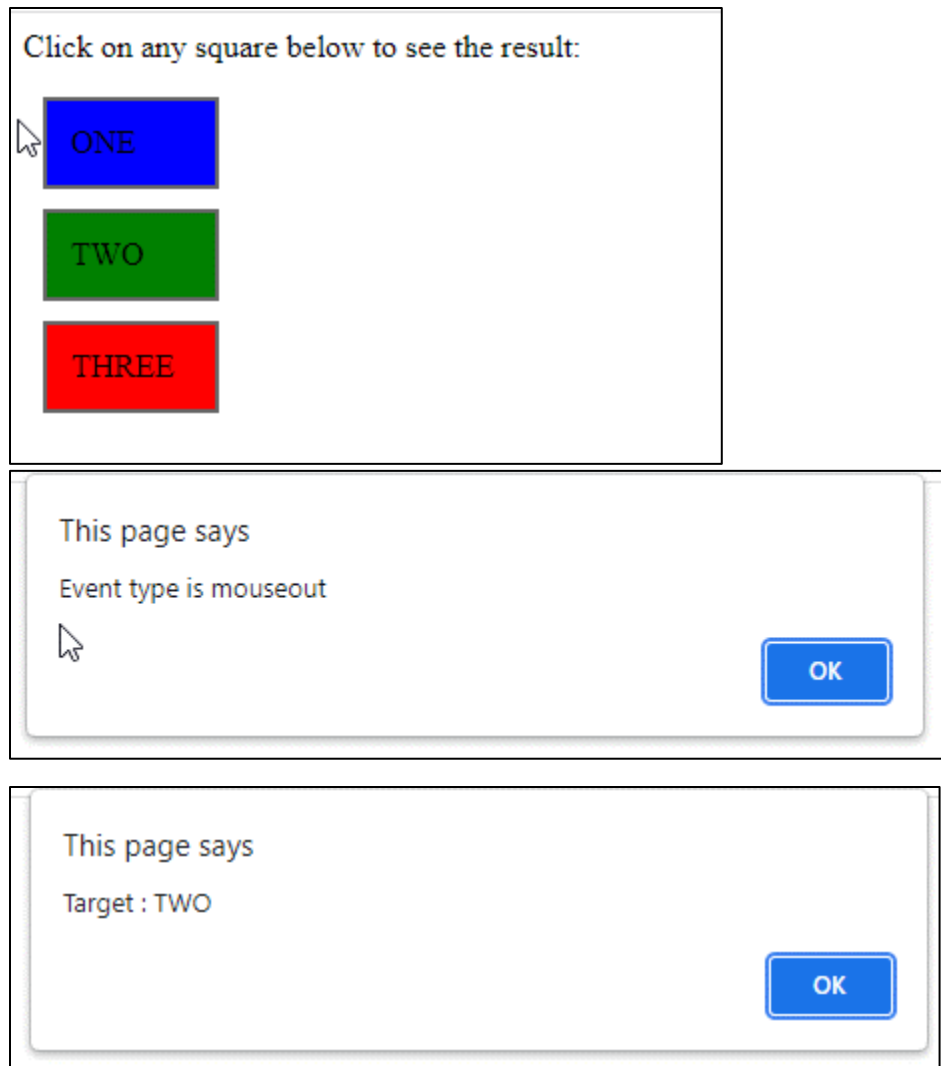 Click on any square below to see the result:
ONE
TWO
THREE
This page says
Event type is mouseout
OK
This page says
Target : TWO
OK